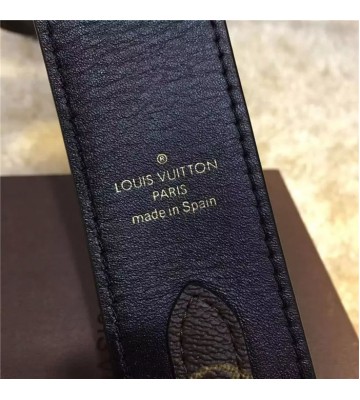 ®
LOUIS VUITTON
PARIS
made in Spain